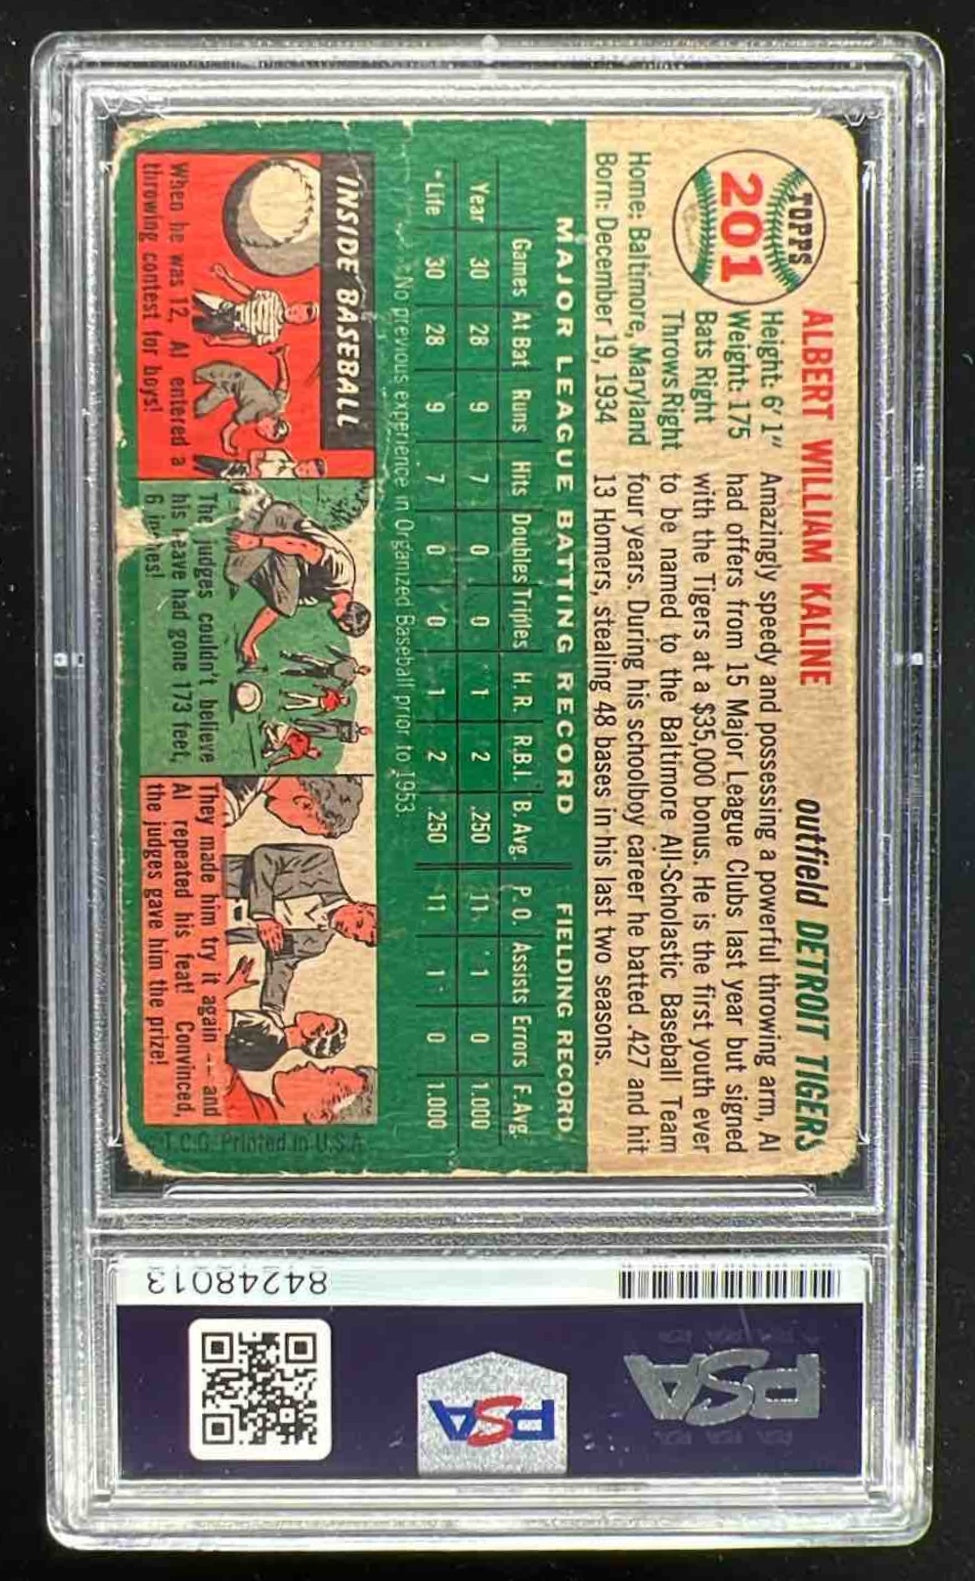 TOPPS
201
ALBERT WILLIAM KALINE
outfield DETROIT TIGERS
Height: 6' 1"
Weight: 175
Bats Right
Throws Right
Home: Baltimore, Maryland
Born: December 19, 1934
Amazingly speedy and possessing a powerful throwing arm, Al
had offers from 15 Major League Clubs last year but signed
with the Tigers at a $35,000 bonus. He is the first youth ever
to be named to the Baltimore All-Scholastic Baseball Team
four years. During his schoolboy career he batted .427 and hit
13 Homers, stealing 48 bases in his last two seasons.
MAJOR LEAGUE BATTING RECORD FIELDING RECORD
Games At Bat Runs Hits Doubles Triples H. R. R.B.I. B. Avg. P. O. Assists Errors F. Avg.
Year 30 28 9 7 0 0 1 2 .250 11 1 0 1.000
Life 30 28 9 7 0 0 1 2 .250 11 1 0 1.000
No previous experience in Organized Baseball prior to 1953.
INSIDE BASEBALL
When he was 12, Al entered a
throwing contest for boys!
The judges couldn't believe
his heave had gone 173 feet,
6 inches!
They made him try it again -- and
Al repeated his feat! Convinced,
the judges gave him the prize!
T.C.G. Printed in U.S.A.
84248013
PSA
PSA